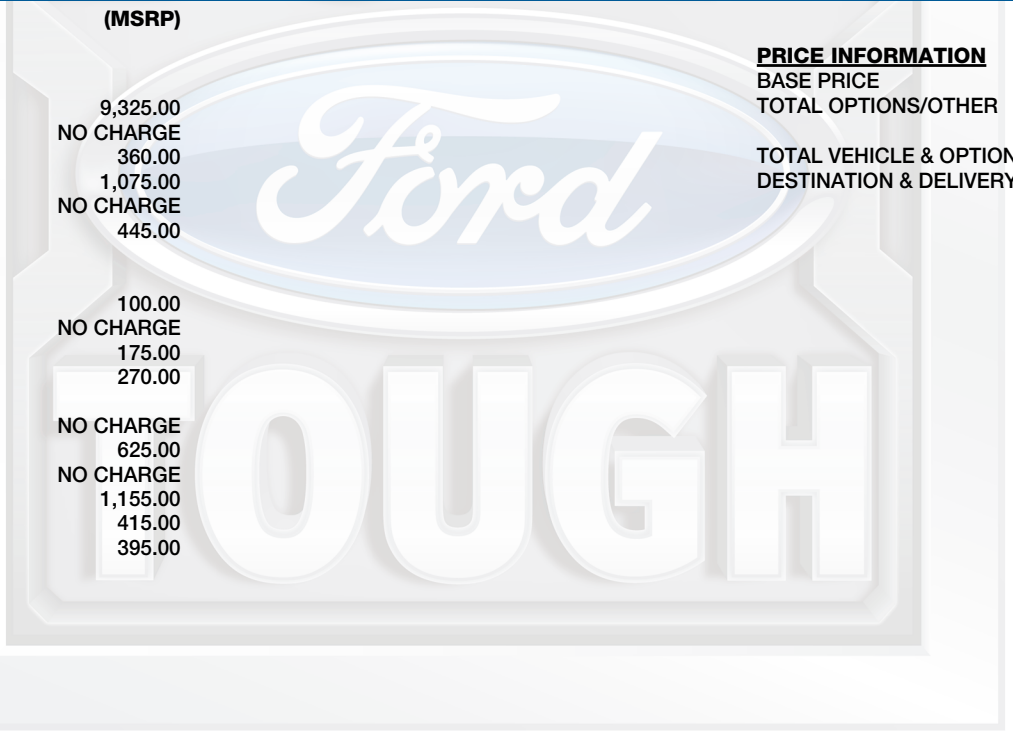 (MSRP)
9,325.00
NO CHARGE
360.00
1,075.00
NO CHARGE
445.00
100.00
NO CHARGE
175.00
270.00
NO CHARGE
625.00
NO CHARGE
1,155.00
415.00
395.00
PRICE INFORMATION
BASE PRICE
TOTAL OPTIONS/OTHER
TOTAL VEHICLE & OPTION
DESTINATION & DELIVERY
Ford
TOUGH